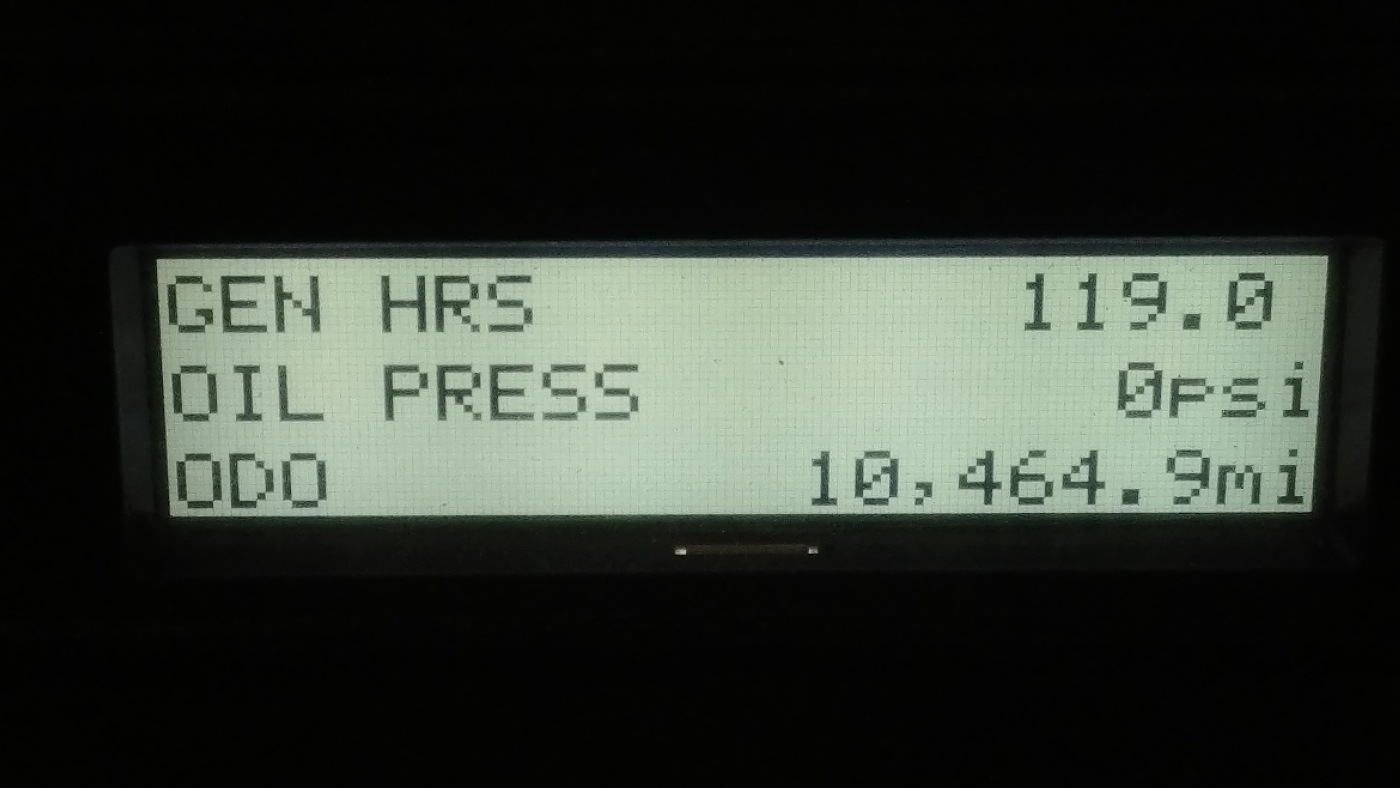 GEN HRS 119.0
OIL PRESS 0psi
ODO 10,464.9mi